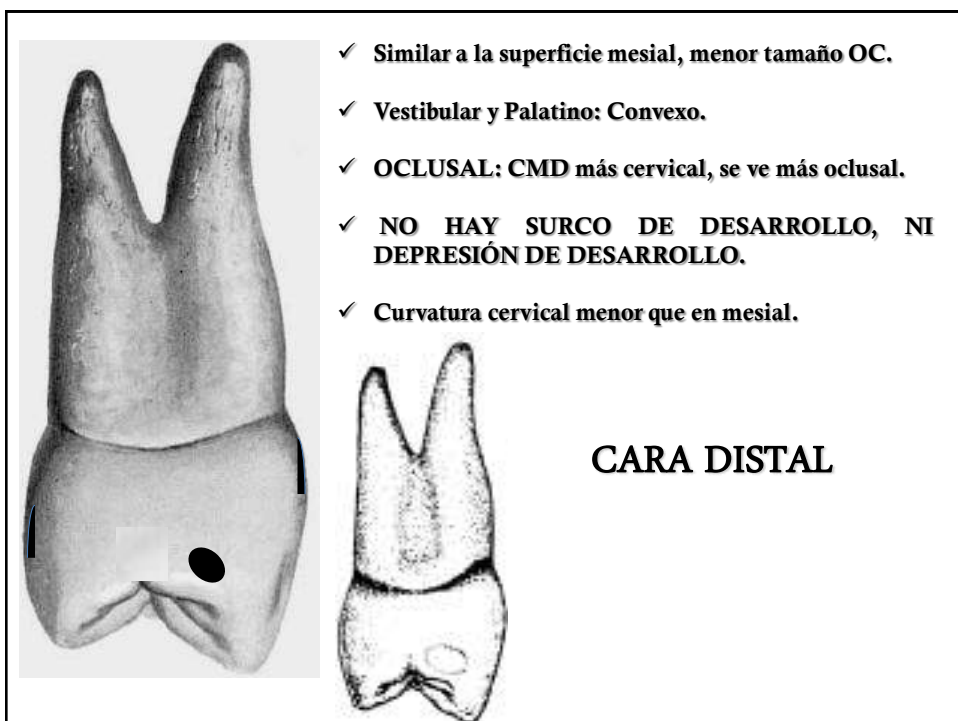 ✓ Similar a la superficie mesial, menor tamaño OC.
✓ Vestibular y Palatino: Convexo.
✓ OCLUSAL: CMD más cervical, se ve más oclusal.
✓ NO HAY SURCO DE DESARROLLO, NI
DEPRESIÓN DE DESARROLLO.
✓ Curvatura cervical menor que en mesial.
CARA DISTAL